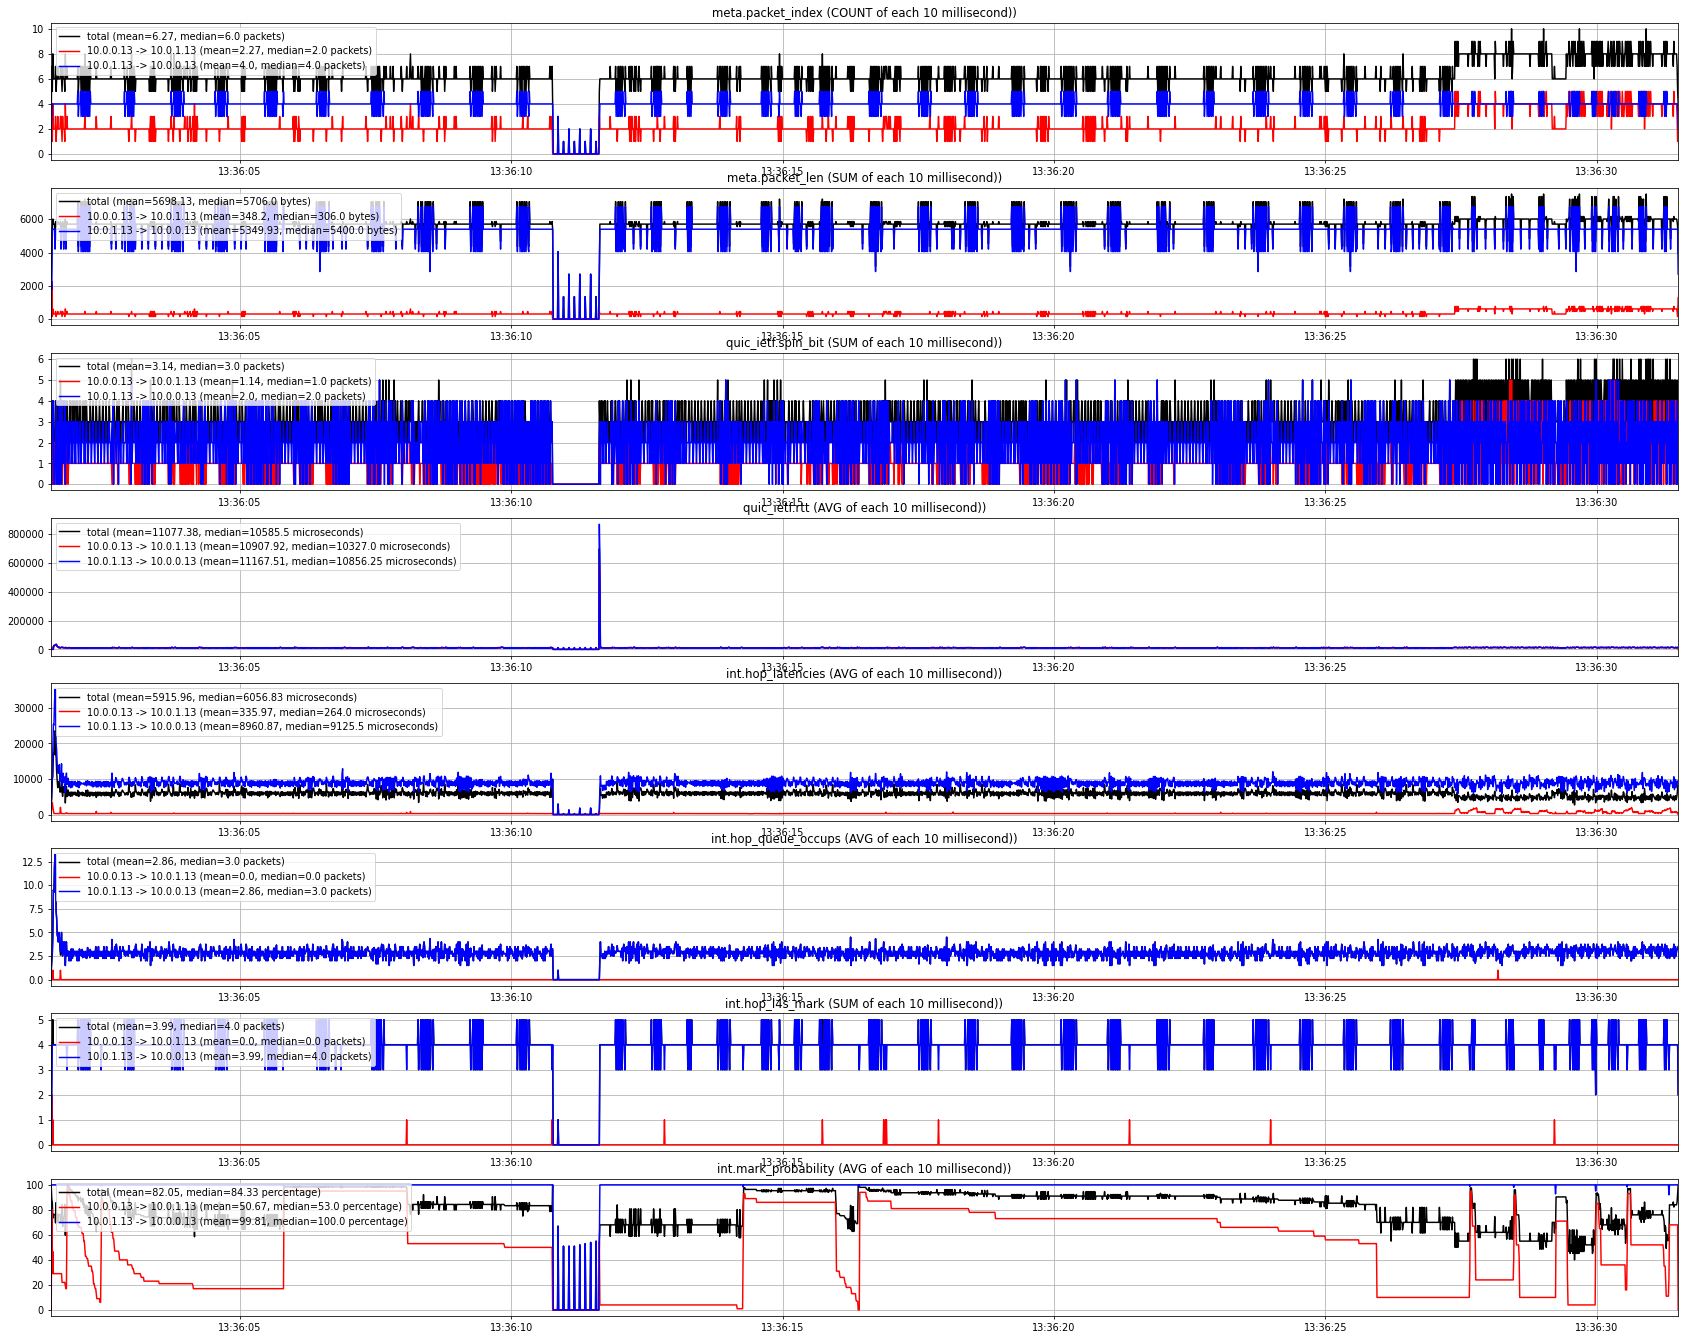 meta.packet_index (COUNT of each 10 millisecond))
10
8
6
4
2
0
total (mean=6.27, median=6.0 packets)
10.0.0.13 -> 10.0.1.13 (mean=2.27, median=2.0 packets)
10.0.1.13 -> 10.0.0.13 (mean=4.0, median=4.0 packets)
13:36:05 13:36:10 13:36:15 13:36:20 13:36:25 13:36:30
meta.packet_len (SUM of each 10 millisecond))
6000
4000
2000
0
total (mean=5698.13, median=5706.0 bytes)
10.0.0.13 -> 10.0.1.13 (mean=348.2, median=306.0 bytes)
10.0.1.13 -> 10.0.0.13 (mean=5349.93, median=5400.0 bytes)
13:36:05 13:36:10 13:36:15 13:36:20 13:36:25 13:36:30
quic_ietf.spin_bit (SUM of each 10 millisecond))
6
5
4
3
2
1
0
total (mean=3.14, median=3.0 packets)
10.0.0.13 -> 10.0.1.13 (mean=1.14, median=1.0 packets)
10.0.1.13 -> 10.0.0.13 (mean=2.0, median=2.0 packets)
13:36:05 13:36:10 13:36:15 13:36:20 13:36:25 13:36:30
quic_ietf.rtt (AVG of each 10 millisecond))
800000
600000
400000
200000
0
total (mean=11077.38, median=10585.5 microseconds)
10.0.0.13 -> 10.0.1.13 (mean=10907.92, median=10327.0 microseconds)
10.0.1.13 -> 10.0.0.13 (mean=11167.51, median=10856.25 microseconds)
13:36:05 13:36:10 13:36:15 13:36:20 13:36:25 13:36:30
int.hop_latencies (AVG of each 10 millisecond))
30000
20000
10000
0
total (mean=5915.96, median=6056.83 microseconds)
10.0.0.13 -> 10.0.1.13 (mean=335.97, median=264.0 microseconds)
10.0.1.13 -> 10.0.0.13 (mean=8960.87, median=9125.5 microseconds)
13:36:05 13:36:10 13:36:15 13:36:20 13:36:25 13:36:30
int.hop_queue_occups (AVG of each 10 millisecond))
12.5
10.0
7.5
5.0
2.5
0.0
total (mean=2.86, median=3.0 packets)
10.0.0.13 -> 10.0.1.13 (mean=0.0, median=0.0 packets)
10.0.1.13 -> 10.0.0.13 (mean=2.86, median=3.0 packets)
13:36:05 13:36:10 13:36:15 13:36:20 13:36:25 13:36:30
int.hop_l4s_mark (SUM of each 10 millisecond))
5
4
3
2
1
0
total (mean=3.99, median=4.0 packets)
10.0.0.13 -> 10.0.1.13 (mean=0.0, median=0.0 packets)
10.0.1.13 -> 10.0.0.13 (mean=3.99, median=4.0 packets)
13:36:05 13:36:10 13:36:15 13:36:20 13:36:25 13:36:30
int.mark_probability (AVG of each 10 millisecond))
100
80
60
40
20
0
total (mean=82.05, median=84.33 percentage)
10.0.0.13 -> 10.0.1.13 (mean=50.67, median=53.0 percentage)
10.0.1.13 -> 10.0.0.13 (mean=99.81, median=100.0 percentage)
13:36:05 13:36:10 13:36:15 13:36:20 13:36:25 13:36:30